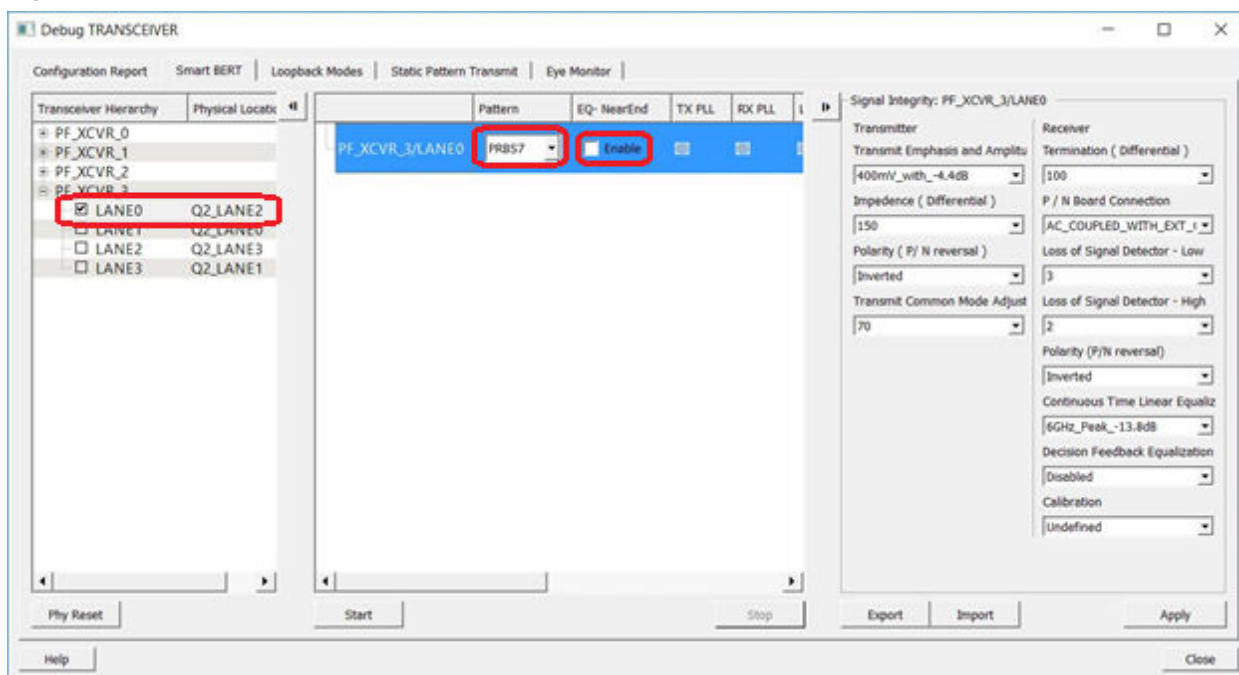 Debug TRANSCEIVER
Configuration Report Smart BERT Loopback Modes Static Pattern Transmit Eye Monitor
Transceiver Hierarchy Physical Locatic
PF_XCVR_0
PF_XCVR_1
PF_XCVR_2
PF_XCVR_3
LANE0 Q2_LANE2
LANE1 Q2_LANE0
LANE2 Q2_LANE3
LANE3 Q2_LANE1
Phy Reset
Pattern EQ- NearEnd TX PLL RX PLL L
PF_XCVR_3/LANE0 PRBS7 Enable
Start Stop
Signal Integrity: PF_XCVR_3/LANE0
Transmitter
Transmit Emphasis and Amplitu
400mV_with_-4.4dB
Impedence ( Differential )
150
Polarity ( P/ N reversal )
Inverted
Transmit Common Mode Adjust
70
Receiver
Termination ( Differential )
100
P / N Board Connection
AC_COUPLED_WITH_EXT_(
Loss of Signal Detector - Low
3
Loss of Signal Detector - High
2
Polarity (P/N reversal)
Inverted
Continuous Time Linear Equaliz
6GHz_Peak_-13.8dB
Decision Feedback Equalization
Disabled
Calibration
Undefined
Export Import Apply
Help Close